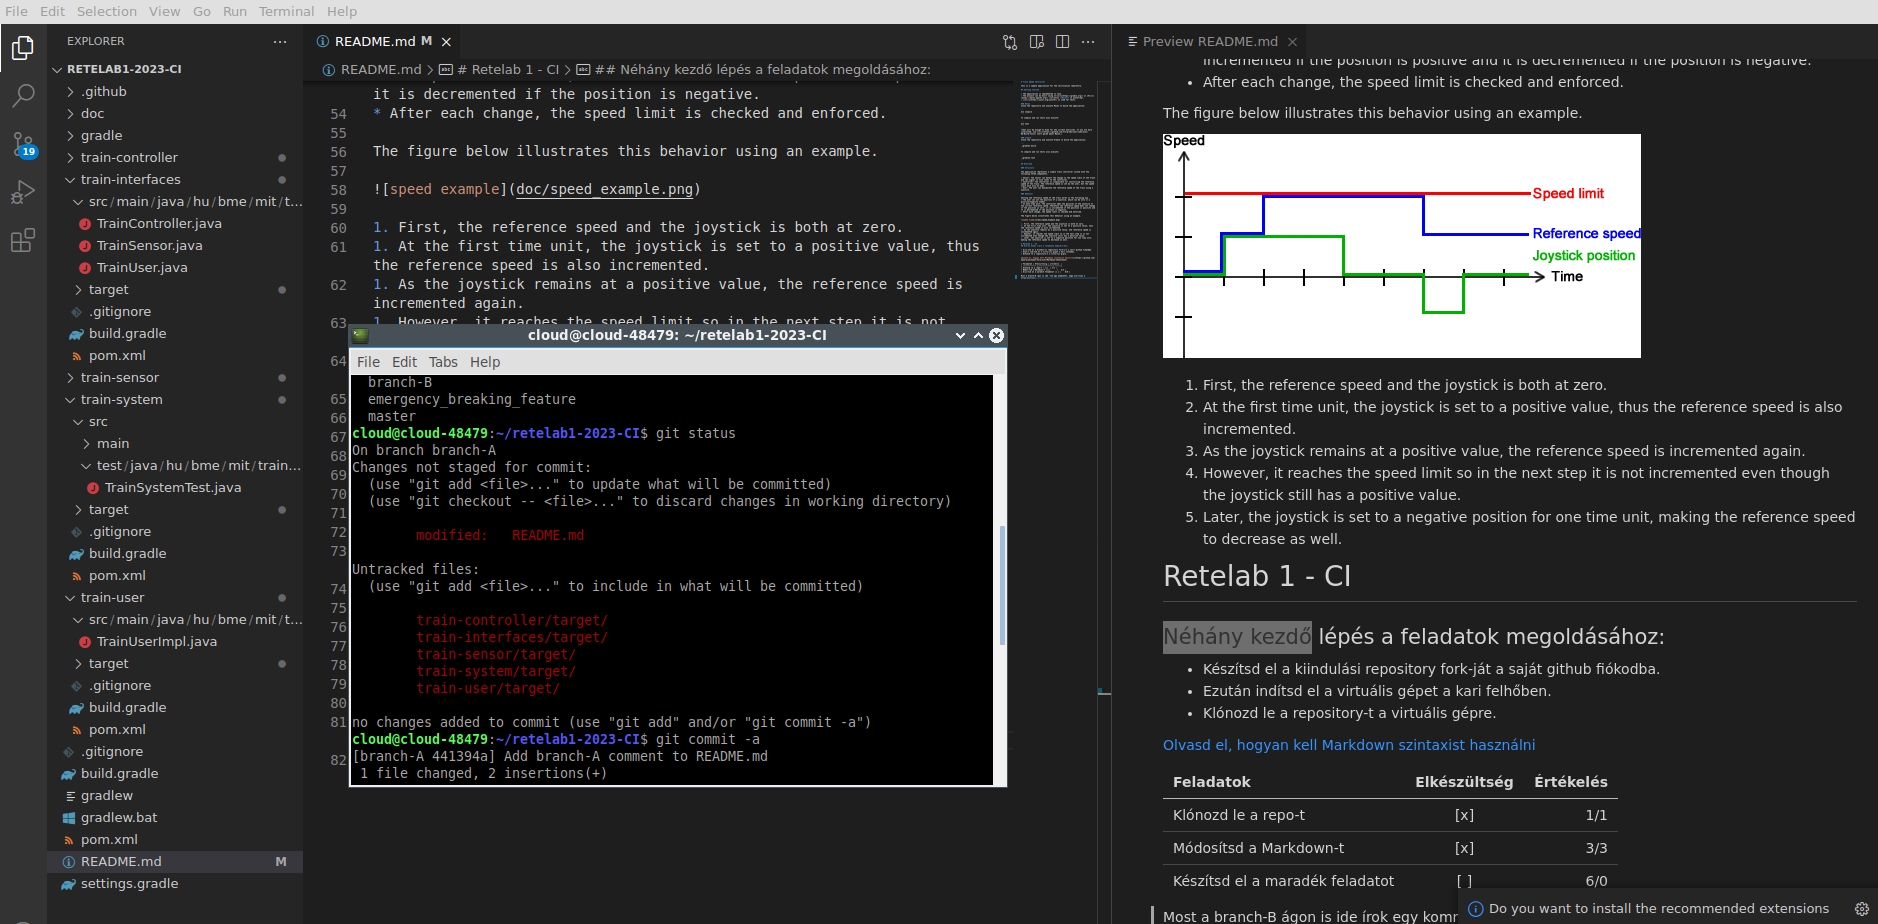 File Edit Selection View Go Run Terminal Help
EXPLORER
RETELAB1-2023-CI
.github
doc
gradle
train-controller
train-interfaces
src/main/java/hu/bme/mit/t...
TrainController.java
TrainSensor.java
TrainUser.java
target
.gitignore
build.gradle
pom.xml
train-sensor
train-system
src
main
test/java/hu/bme/mit/train...
TrainSystemTest.java
target
.gitignore
build.gradle
pom.xml
train-user
src/main/java/hu/bme/mit/t...
TrainUserImpl.java
target
.gitignore
build.gradle
pom.xml
.gitignore
build.gradle
gradlew
gradlew.bat
pom.xml
README.md M
settings.gradle
19
README.md M
README.md > # Retelab 1 - CI > ## Néhány kezdő lépés a feladatok megoldásához:
it is decremented if the position is negative.
54 * After each change, the speed limit is checked and enforced.
55
56 The figure below illustrates this behavior using an example.
57
58 ![speed example](doc/speed_example.png)
59
60 1. First, the reference speed and the joystick is both at zero.
61 1. At the first time unit, the joystick is set to a positive value, thus
the reference speed is also incremented.
62 1. As the joystick remains at a positive value, the reference speed is
incremented again.
63 1. However, it reaches the speed limit so in the next step it is not
64
65
66
67
68
69
70
71
72
73
74
75
76
77
78
79
80
81
82
cloud@cloud-48479: ~/retelab1-2023-CI
File Edit Tabs Help
branch-B
emergency_breaking_feature
master
cloud@cloud-48479:~/retelab1-2023-CI$ git status
On branch branch-A
Changes not staged for commit:
(use "git add <file>..." to update what will be committed)
(use "git checkout -- <file>..." to discard changes in working directory)
modified: README.md
Untracked files:
(use "git add <file>..." to include in what will be committed)
train-controller/target/
train-interfaces/target/
train-sensor/target/
train-system/target/
train-user/target/
no changes added to commit (use "git add" and/or "git commit -a")
cloud@cloud-48479:~/retelab1-2023-CI$ git commit -a
[branch-A 441394a] Add branch-A comment to README.md
1 file changed, 2 insertions(+)
Preview README.md
incremented if the position is positive and it is decremented if the position is negative.
• After each change, the speed limit is checked and enforced.
The figure below illustrates this behavior using an example.
Speed
Speed limit
Reference speed
Joystick position
Time
1. First, the reference speed and the joystick is both at zero.
2. At the first time unit, the joystick is set to a positive value, thus the reference speed is also
incremented.
3. As the joystick remains at a positive value, the reference speed is incremented again.
4. However, it reaches the speed limit so in the next step it is not incremented even though
the joystick still has a positive value.
5. Later, the joystick is set to a negative position for one time unit, making the reference speed
to decrease as well.
Retelab 1 - CI
Néhány kezdő lépés a feladatok megoldásához:
• Készítsd el a kiindulási repository fork-ját a saját github fiókodba.
• Ezután indítsd el a virtuális gépet a kari felhőben.
• Klónozd le a repository-t a virtuális gépre.
Olvasd el, hogyan kell Markdown szintaxist használni
Feladatok Elkészültség Értékelés
Klónozd le a repo-t [x] 1/1
Módosítsd a Markdown-t [x] 3/3
Készítsd el a maradék feladatot [ ] 6/0
Most a branch-B ágon is ide írok egy
Do you want to install the recommended extensions